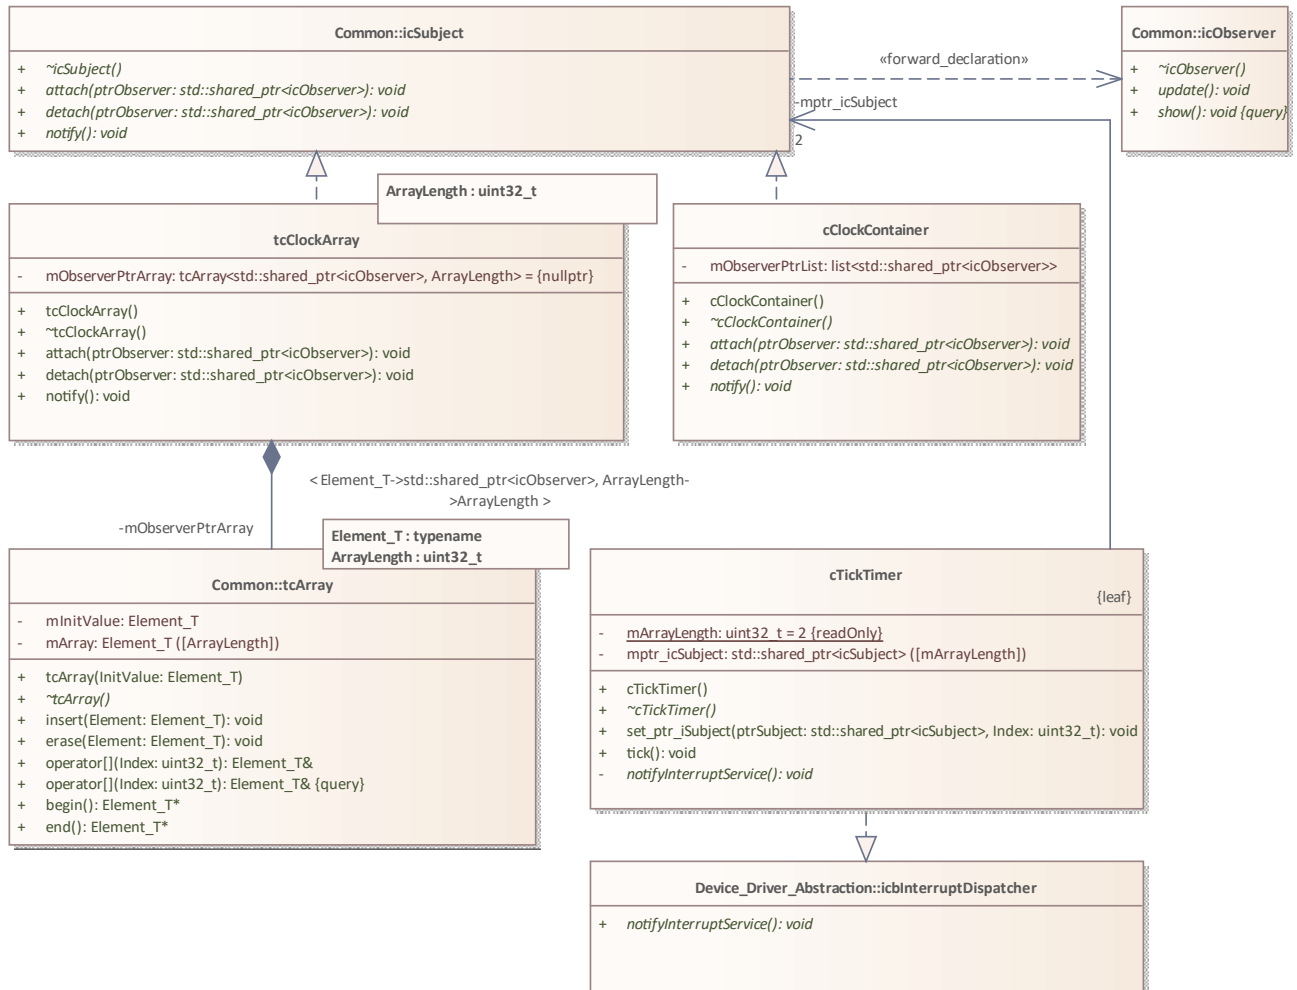 Common::icSubject
+ ~icSubject()
+ attach(ptrObserver: std::shared_ptr<icObserver>): void
+ detach(ptrObserver: std::shared_ptr<icObserver>): void
+ notify(): void
«forward_declaration»
-mptr_icSubject
2
Common::icObserver
+ ~icObserver()
+ update(): void
+ show(): void {query}
ArrayLength : uint32_t
tcClockArray
- mObserverPtrArray: tcArray<std::shared_ptr<icObserver>, ArrayLength> = {nullptr}
+ tcClockArray()
+ ~tcClockArray()
+ attach(ptrObserver: std::shared_ptr<icObserver>): void
+ detach(ptrObserver: std::shared_ptr<icObserver>): void
+ notify(): void
cClockContainer
- mObserverPtrList: list<std::shared_ptr<icObserver>>
+ cClockContainer()
+ ~cClockContainer()
+ attach(ptrObserver: std::shared_ptr<icObserver>): void
+ detach(ptrObserver: std::shared_ptr<icObserver>): void
+ notify(): void
< Element_T->std::shared_ptr<icObserver>, ArrayLength-
>ArrayLength >
-mObserverPtrArray
Element_T : typename
ArrayLength : uint32_t
Common::tcArray
- mInitValue: Element_T
- mArray: Element_T ([ArrayLength])
+ tcArray(InitValue: Element_T)
+ ~tcArray()
+ insert(Element: Element_T): void
+ erase(Element: Element_T): void
+ operator[](Index: uint32_t): Element_T&
+ operator[](Index: uint32_t): Element_T& {query}
+ begin(): Element_T*
+ end(): Element_T*
cTickTimer
{leaf}
- mArrayLength: uint32_t = 2 {readOnly}
- mptr_icSubject: std::shared_ptr<icSubject> ([mArrayLength])
+ cTickTimer()
+ ~cTickTimer()
+ set_ptr_iSubject(ptrSubject: std::shared_ptr<icSubject>, Index: uint32_t): void
+ tick(): void
- notifyInterruptService(): void
Device_Driver_Abstraction::icbInterruptDispatcher
+ notifyInterruptService(): void